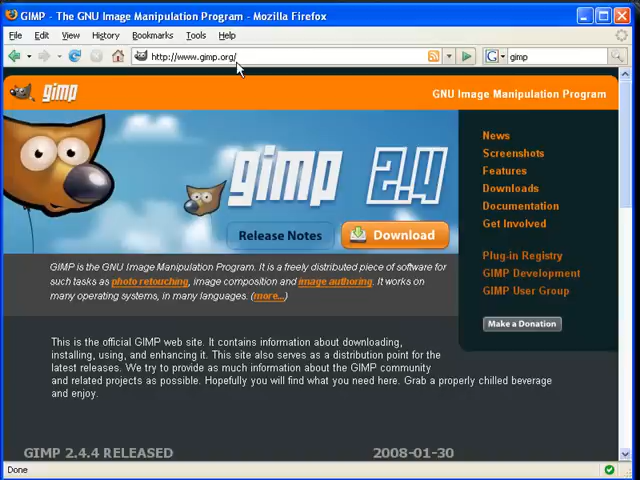 GIMP - The GNU Image Manipulation Program - Mozilla Firefox
File Edit View History Bookmarks Tools Help
http://www.gimp.org/
G gimp
gimp
GNU Image Manipulation Program
gimp 2.4
Release Notes
Download
News
Screenshots
Features
Downloads
Documentation
Get Involved
Plug-in Registry
GIMP Development
GIMP User Group
Make a Donation
GIMP is the GNU Image Manipulation Program. It is a freely distributed piece of software for
such tasks as photo retouching, image composition and image authoring. It works on
many operating systems, in many languages. (more...)
This is the official GIMP web site. It contains information about downloading,
installing, using, and enhancing it. This site also serves as a distribution point for the
latest releases. We try to provide as much information about the GIMP community
and related projects as possible. Hopefully you will find what you need here. Grab a properly chilled beverage
and enjoy.
GIMP 2.4.4 RELEASED 2008-01-30
Done